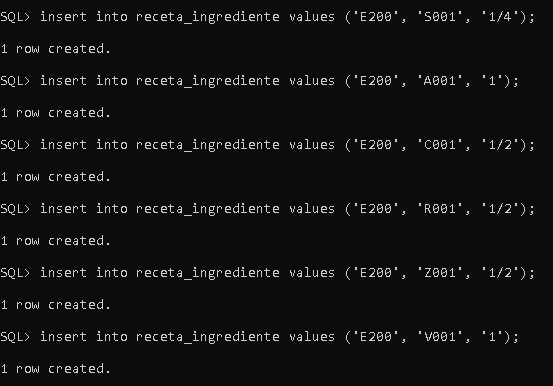 SQL> insert into receta_ingrediente values ('E200', 'S001', '1/4');
1 row created.
SQL> insert into receta_ingrediente values ('E200', 'A001', '1');
1 row created.
SQL> insert into receta_ingrediente values ('E200', 'C001', '1/2');
1 row created.
SQL> insert into receta_ingrediente values ('E200', 'R001', '1/2');
1 row created.
SQL> insert into receta_ingrediente values ('E200', 'Z001', '1/2');
1 row created.
SQL> insert into receta_ingrediente values ('E200', 'V001', '1');
1 row created.